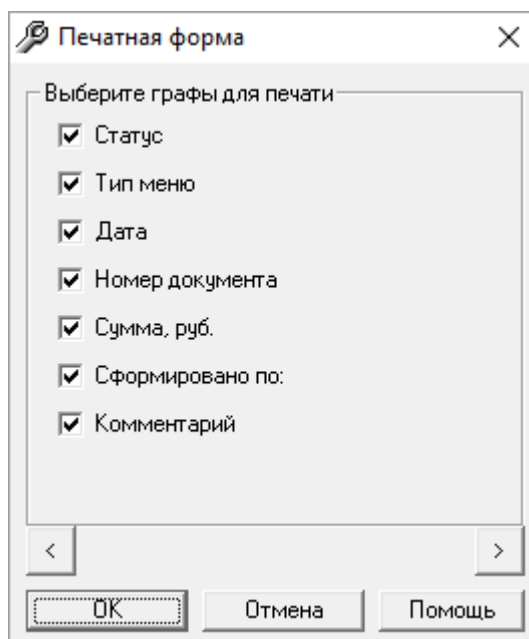 Печатная форма
Выберите графы для печати
Статус
Тип меню
Дата
Номер документа
Сумма, руб.
Сформировано по:
Комментарий
< >
OK Отмена Помощь